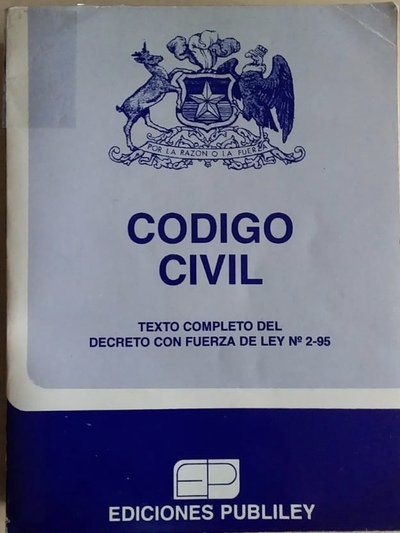 POR LA RAZON O LA FUERZA
CODIGO
CIVIL
TEXTO COMPLETO DEL
DECRETO CON FUERZA DE LEY Nº 2-95
EP
EDICIONES PUBLILEY